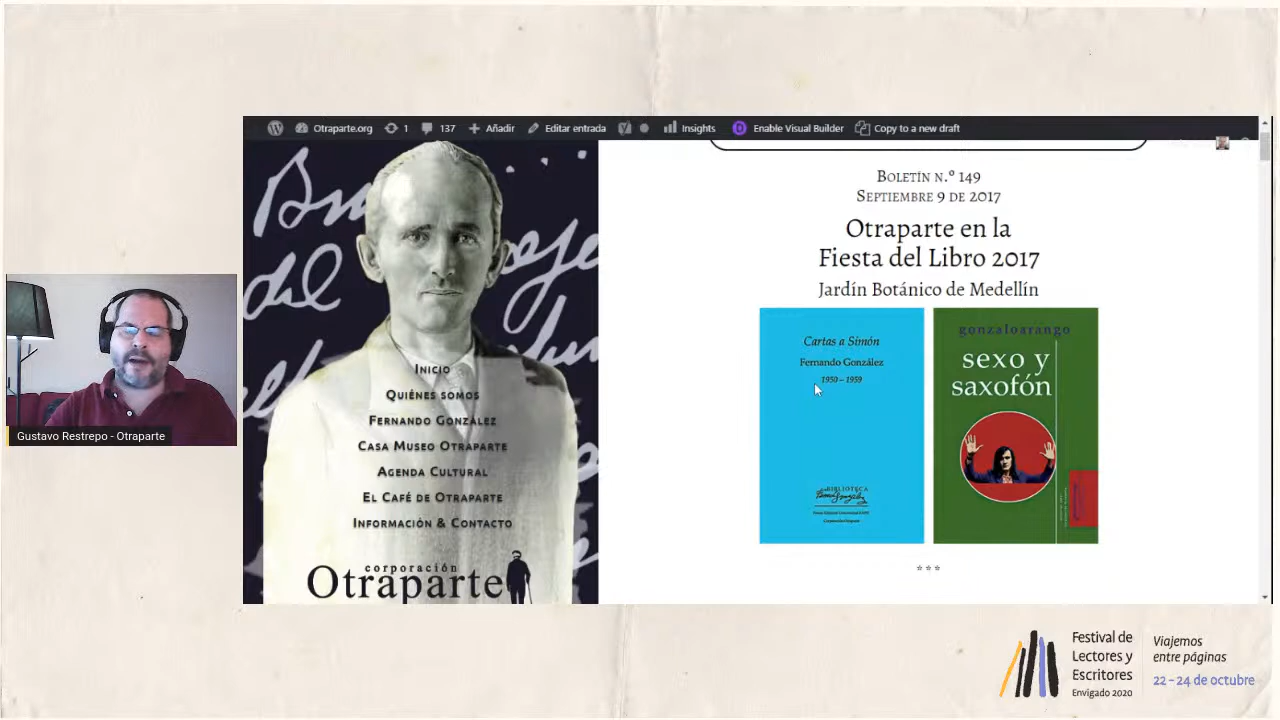 Otraparte.org
1
137
Añadir
Editar entrada
Insights
D
Enable Visual Builder
Copy to a new draft
Boletín n.º 149
Septiembre 9 de 2017
Otraparte en la
Fiesta del Libro 2017
Jardín Botánico de Medellín
Cartas a Simón
Fernando González
1950 – 1959
BIBLIOTECA
Fernando González
gonzaloarango
sexo y
saxofón
* * *
Inicio
Quiénes somos
Fernando González
Casa Museo Otraparte
Agenda Cultural
El Café de Otraparte
Información & Contacto
corporación
Otraparte
Gustavo Restrepo - Otraparte
Festival de
Lectores y
Escritores
Envigado 2020
Viajemos
entre páginas
22 – 24 de octubre